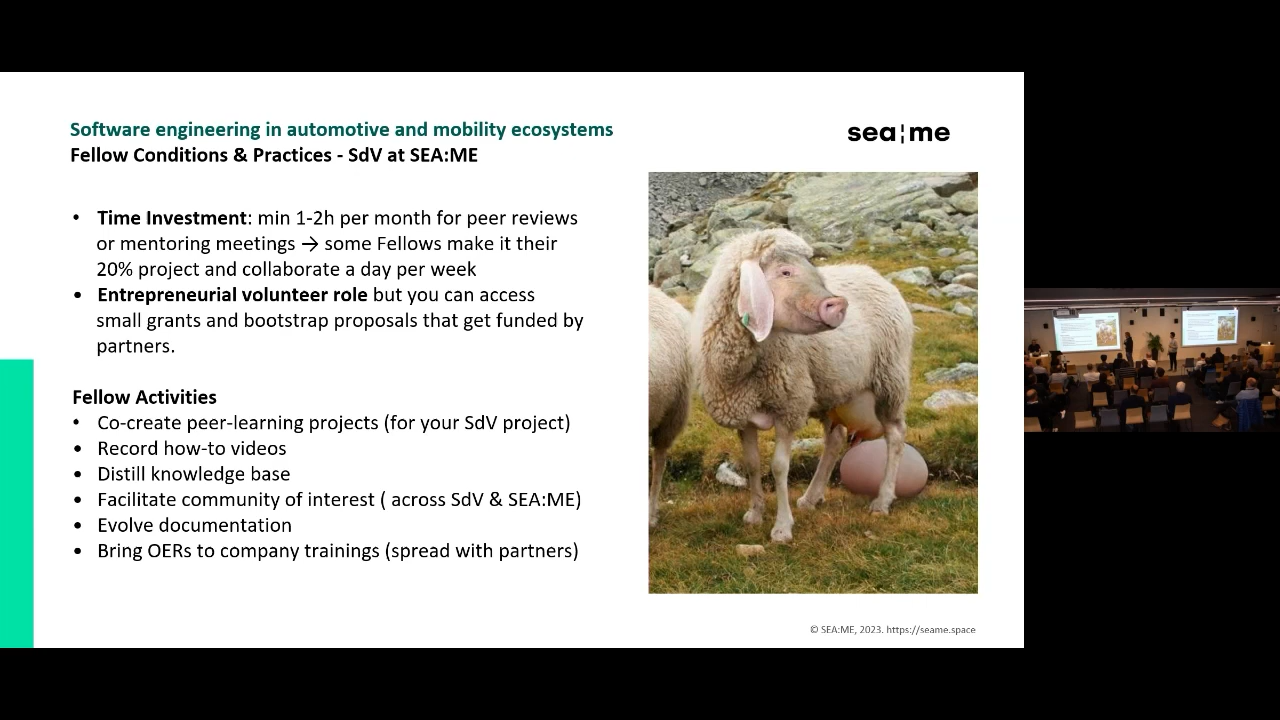 Software engineering in automotive and mobility ecosystems
Fellow Conditions & Practices - SdV at SEA:ME
sea¦me
• Time Investment: min 1-2h per month for peer reviews
or mentoring meetings → some Fellows make it their
20% project and collaborate a day per week
• Entrepreneurial volunteer role but you can access
small grants and bootstrap proposals that get funded by
partners.
Fellow Activities
• Co-create peer-learning projects (for your SdV project)
• Record how-to videos
• Distill knowledge base
• Facilitate community of interest ( across SdV & SEA:ME)
• Evolve documentation
• Bring OERs to company trainings (spread with partners)
© SEA:ME, 2023. https://seame.space